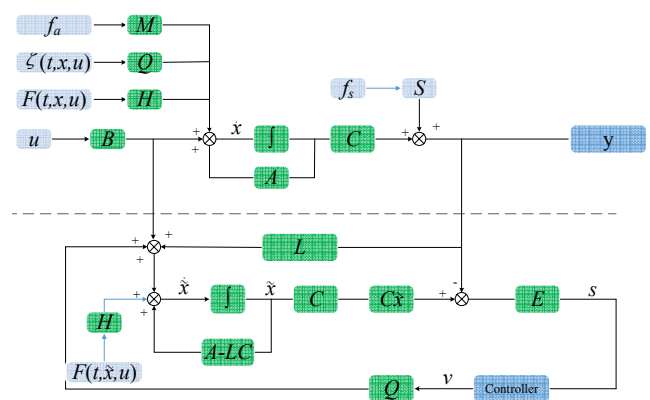 f_a M
ζ(t,x,u) Q
F(t,x,u) H
f_s S
u B + + ẋ ∫ C + + y
A
+ + + L
- 
+ + x̃̇ ∫ x̃ C Cx̃ + E s
H
A-LC
F(t,x̃,u)
Q v Controller